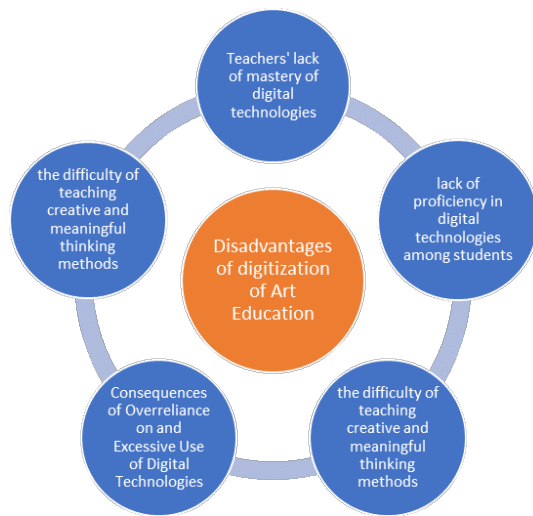 Teachers' lack
of mastery of
digital
technologies
lack of
proficiency in
digital
technologies
among students
the difficulty of
teaching
creative and
meaningful
thinking
methods
Consequences
of Overreliance
on and
Excessive Use
of Digital
Technologies
the difficulty of
teaching
creative and
meaningful
thinking
methods
Disadvantages
of digitization
of Art
Education